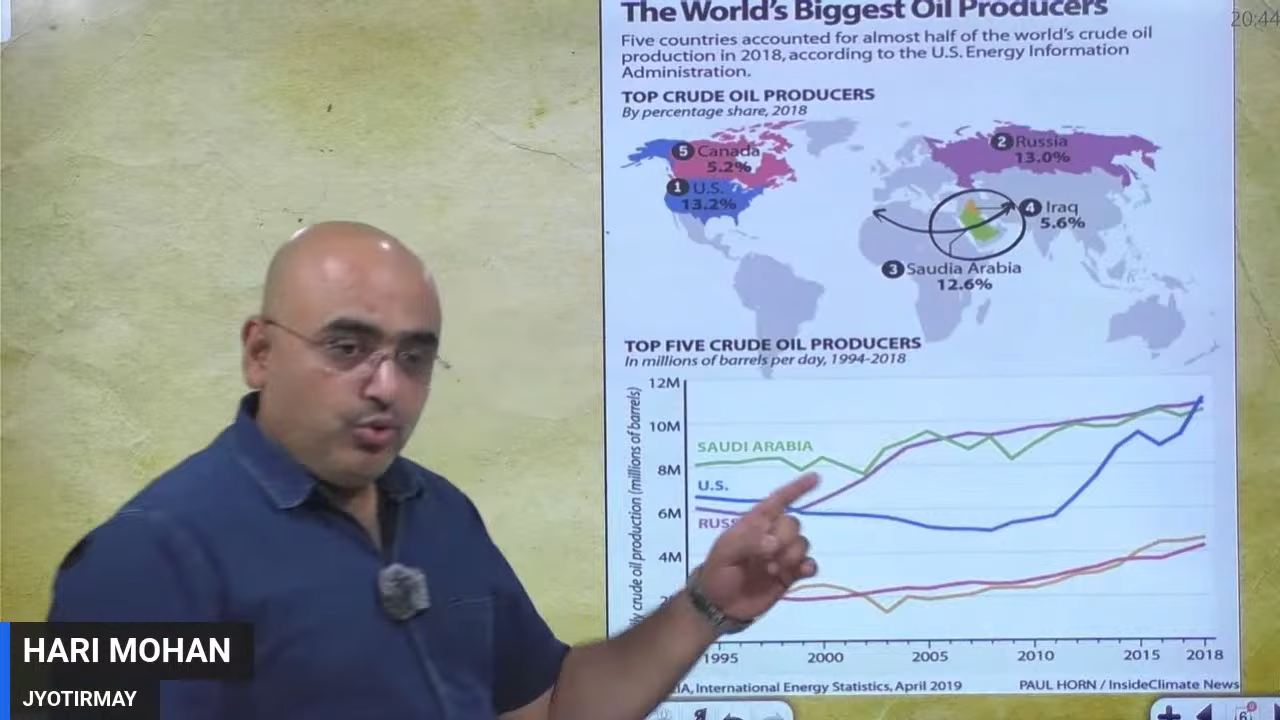 The World's Biggest Oil Producers
20:44
Five countries accounted for almost half of the world's crude oil
production in 2018, according to the U.S. Energy Information
Administration.
TOP CRUDE OIL PRODUCERS
By percentage share, 2018
5 Canada
5.2%
1 U.S.
13.2%
2 Russia
13.0%
4 Iraq
5.6%
3 Saudia Arabia
12.6%
TOP FIVE CRUDE OIL PRODUCERS
In millions of barrels per day, 1994-2018
crude oil production (millions of barrels)
12M
10M
8M
6M
4M
SAUDI ARABIA
U.S.
1995 2000 2005 2010 2015 2018
International Energy Statistics, April 2019
PAUL HORN / InsideClimate News
HARI MOHAN
JYOTIRMAY